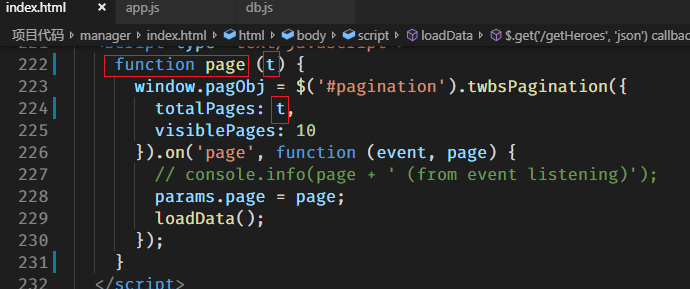 index.html app.js db.js
项目代码 > manager > index.html > html > body > script > loadData > $.get('/getHeroes', 'json') callbac
221 <script type="text/javascript">
222 function page (t) {
223 window.pagObj = $('#pagination').twbsPagination({
224 totalPages: t,
225 visiblePages: 10
226 }).on('page', function (event, page) {
227 // console.info(page + ' (from event listening)');
228 params.page = page;
229 loadData();
230 });
231 }
232 </script>